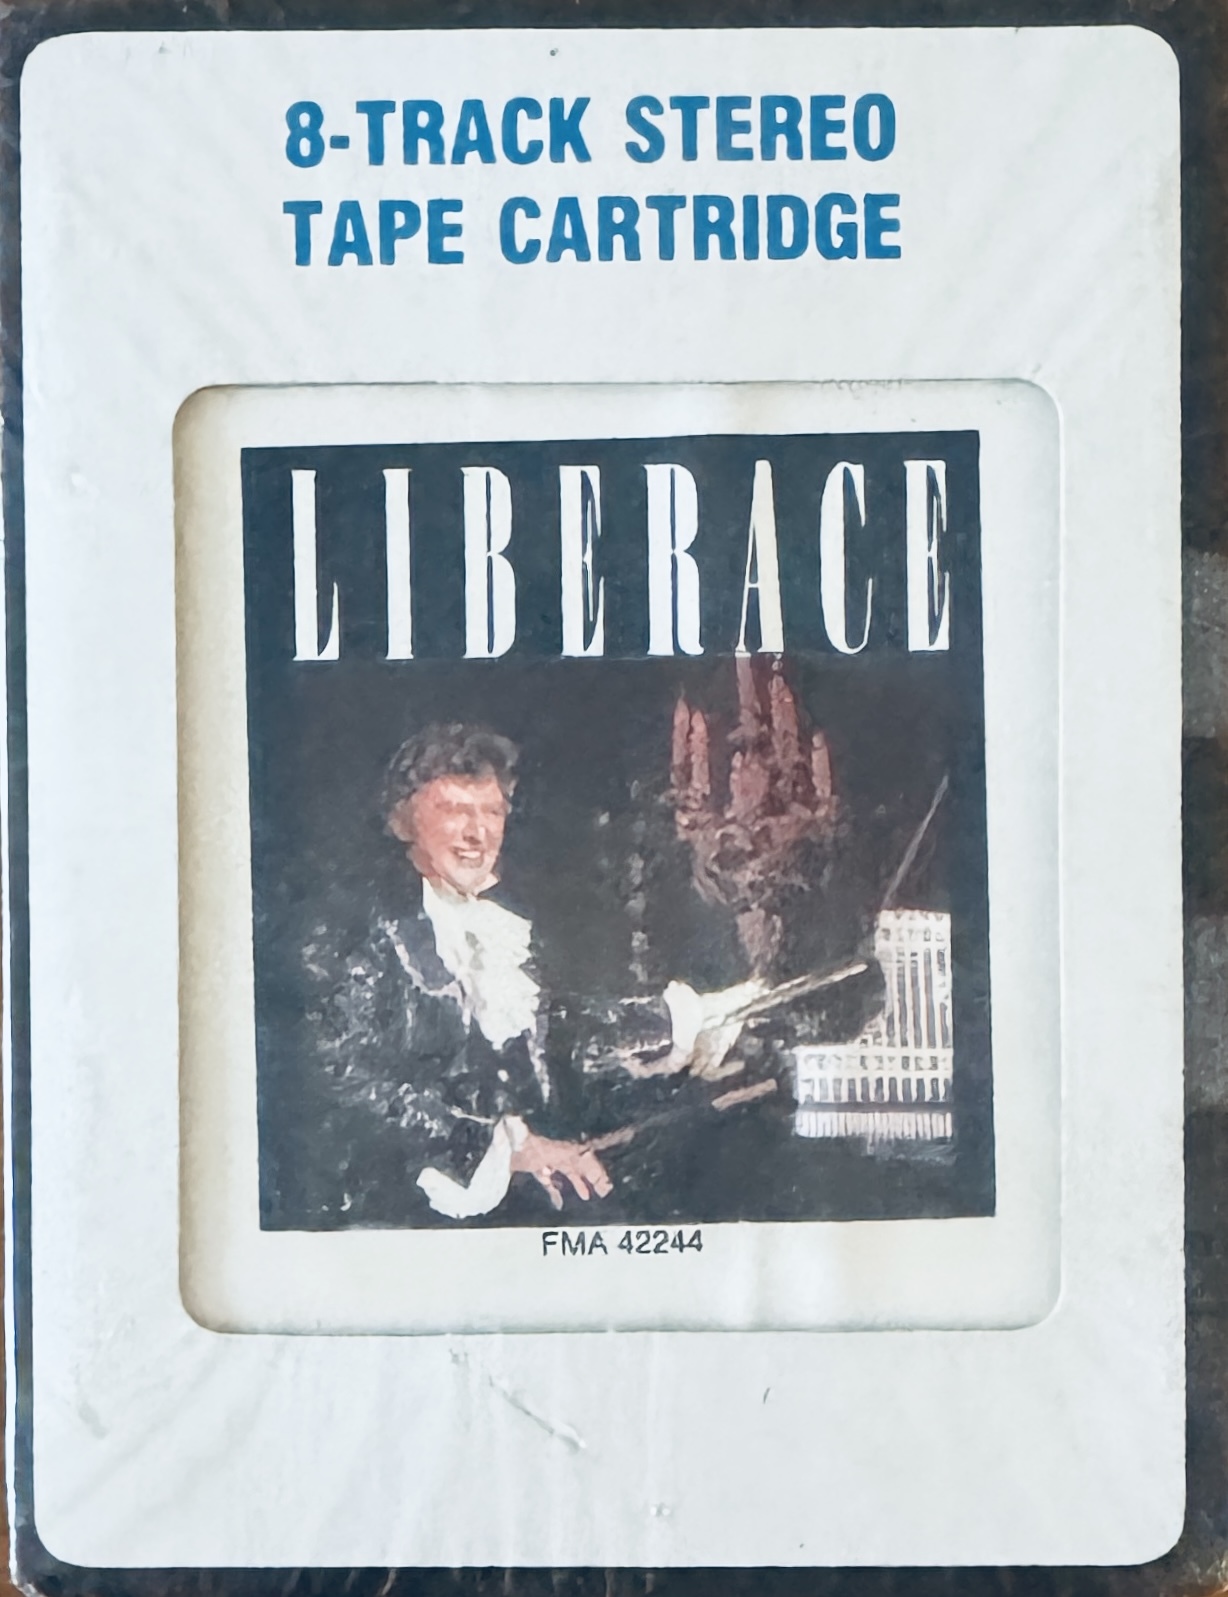 8-TRACK STEREO
TAPE CARTRIDGE
LIBERACE
FMA 42244